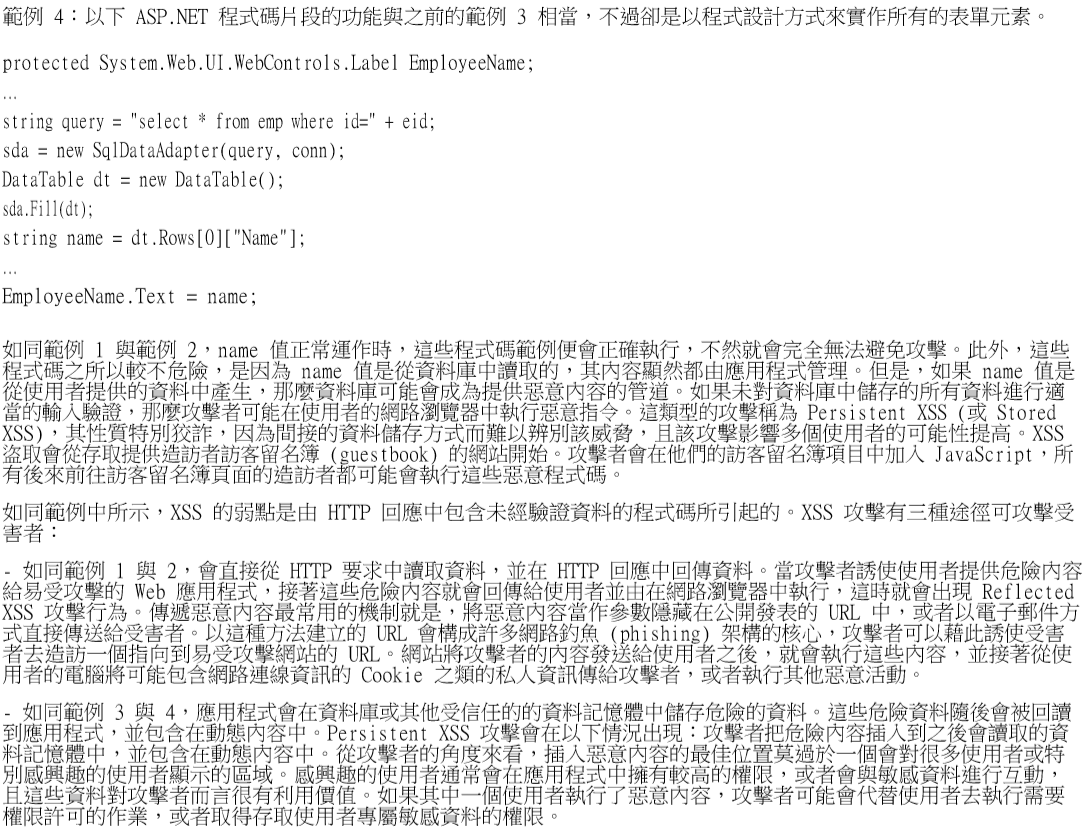 範例 4：以下 ASP.NET 程式碼片段的功能與之前的範例 3 相當，不過卻是以程式設計方式來實作所有的表單元素。
protected System.Web.UI.WebControls.Label EmployeeName;
...
string query = "select * from emp where id=" + eid;
sda = new SqlDataAdapter(query, conn);
DataTable dt = new DataTable();
sda.Fill(dt);
string name = dt.Rows[0]["Name"];
...
EmployeeName.Text = name;
如同範例 1 與範例 2，name 值正常運作時，這些程式碼範例便會正確執行，不然就會完全無法避免攻擊。此外，這些
程式碼之所以較不危險，是因為 name 值是從資料庫中讀取的，其內容顯然都由應用程式管理。但是，如果 name 值是
從使用者提供的資料中產生，那麼資料庫可能會成為提供惡意內容的管道。如果未對資料庫中儲存的所有資料進行適
當的輸入驗證，那麼攻擊者可能在使用者的網路瀏覽器中執行惡意指令。這類型的攻擊稱為 Persistent XSS (或 Stored
XSS)，其性質特別狡詐，因為間接的資料儲存方式而難以辨別該威脅，且該攻擊影響多個使用者的可能性提高。XSS
盜取會從存取提供造訪者訪客留名簿 (guestbook) 的網站開始。攻擊者會在他們的訪客留名簿項目中加入 JavaScript，所
有後來前往訪客留名簿頁面的造訪者都可能會執行這些惡意程式碼。
如同範例中所示，XSS 的弱點是由 HTTP 回應中包含未經驗證資料的程式碼所引起的。XSS 攻擊有三種途徑可攻擊受
害者：
- 如同範例 1 與 2，會直接從 HTTP 要求中讀取資料，並在 HTTP 回應中回傳資料。當攻擊者誘使使用者提供危險內容
給易受攻擊的 Web 應用程式，接著這些危險內容就會回傳給使用者並由在網路瀏覽器中執行，這時就會出現 Reflected
XSS 攻擊行為。傳遞惡意內容最常用的機制就是，將惡意內容當作參數隱藏在公開發表的 URL 中，或者以電子郵件方
式直接傳送給受害者。以這種方法建立的 URL 會構成許多網路釣魚 (phishing) 架構的核心，攻擊者可以藉此誘使受害
者去造訪一個指向到易受攻擊網站的 URL。網站將攻擊者的內容發送給使用者之後，就會執行這些內容，並接著從使
用者的電腦將可能包含網路連線資訊的 Cookie 之類的私人資訊傳給攻擊者，或者執行其他惡意活動。
- 如同範例 3 與 4，應用程式會在資料庫或其他受信任的的資料記憶體中儲存危險的資料。這些危險資料隨後會被回讀
到應用程式，並包含在動態內容中。Persistent XSS 攻擊會在以下情況出現：攻擊者把危險內容插入到之後會讀取的資
料記憶體中，並包含在動態內容中。從攻擊者的角度來看，插入惡意內容的最佳位置莫過於一個會對很多使用者或特
別感興趣的使用者顯示的區域。感興趣的使用者通常會在應用程式中擁有較高的權限，或者會與敏感資料進行互動，
且這些資料對攻擊者而言很有利用價值。如果其中一個使用者執行了惡意內容，攻擊者可能會代替使用者去執行需要
權限許可的作業，或者取得存取使用者專屬敏感資料的權限。